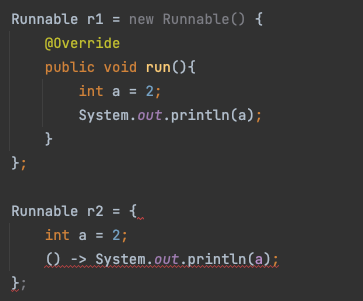 Runnable r1 = new Runnable() {
@Override
public void run(){
int a = 2;
System.out.println(a);
}
};
Runnable r2 = {
int a = 2;
() -> System.out.println(a);
};